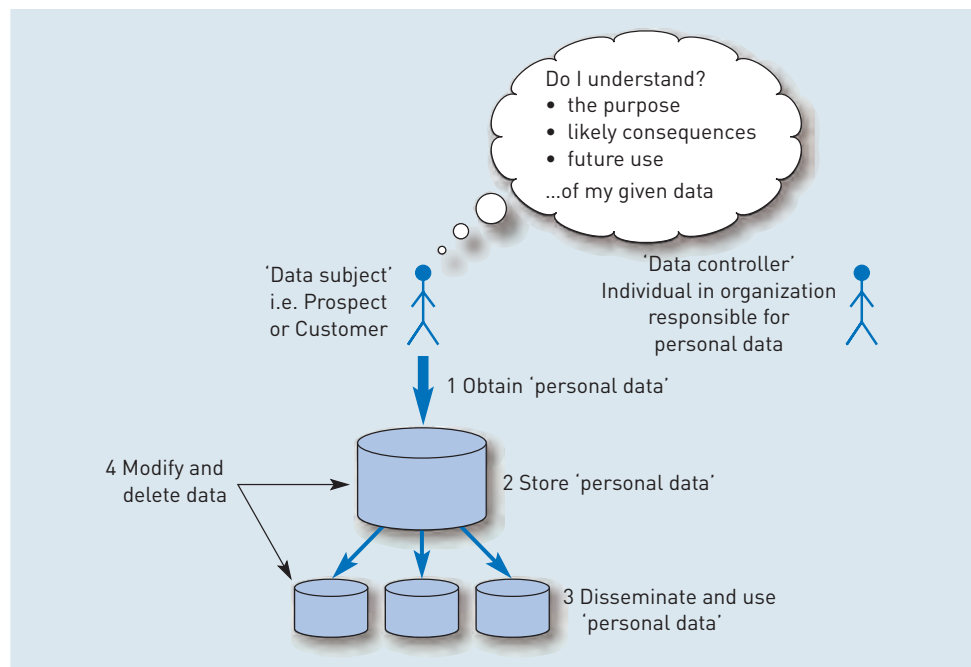 Do I understand?
• the purpose
• likely consequences
• future use
...of my given data
‘Data subject’
i.e. Prospect
or Customer
‘Data controller’
Individual in organization
responsible for
personal data
1 Obtain ‘personal data’
2 Store ‘personal data’
4 Modify and
delete data
3 Disseminate and use
‘personal data’